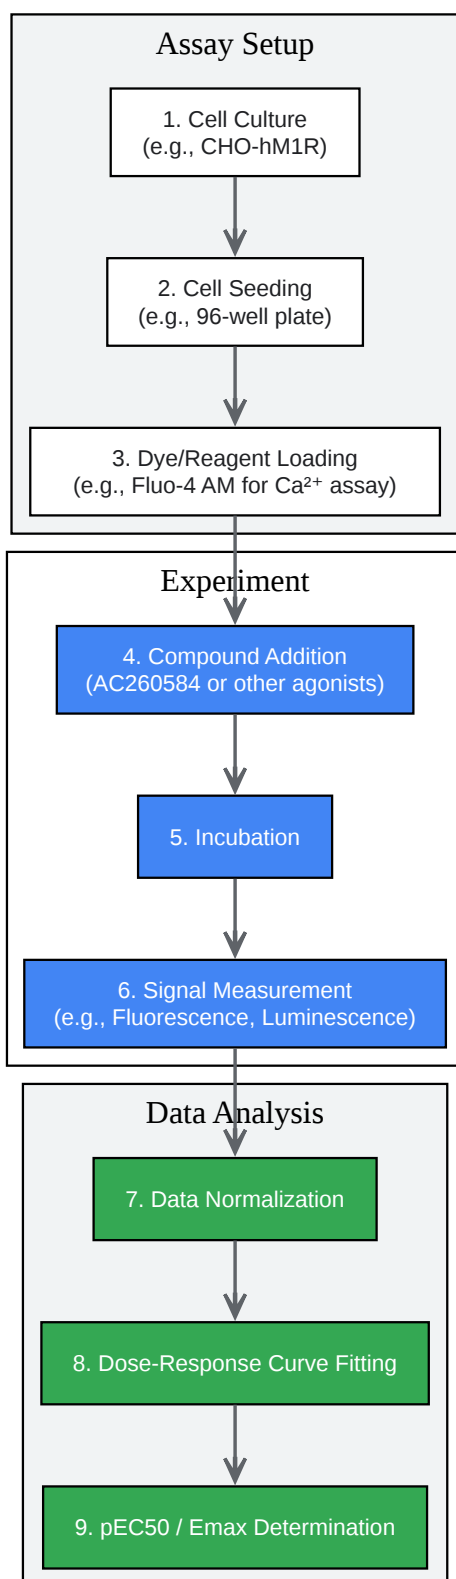 Assay Setup
1. Cell Culture
(e.g., CHO-hM1R)
2. Cell Seeding
(e.g., 96-well plate)
3. Dye/Reagent Loading
(e.g., Fluo-4 AM for Ca²⁺ assay)
Experiment
4. Compound Addition
(AC260584 or other agonists)
5. Incubation
6. Signal Measurement
(e.g., Fluorescence, Luminescence)
Data Analysis
7. Data Normalization
8. Dose-Response Curve Fitting
9. pEC50 / Emax Determination